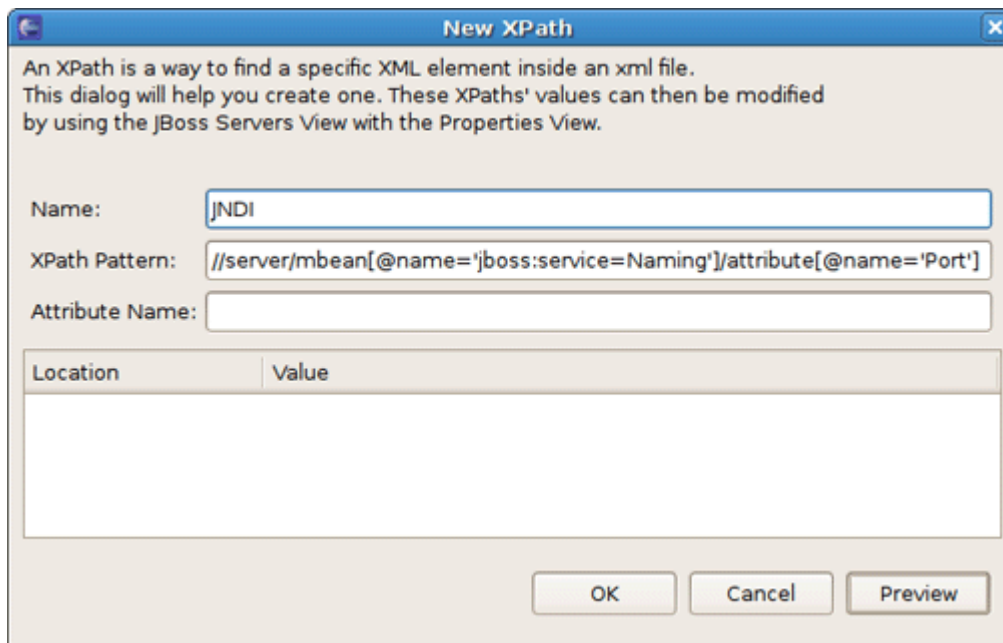 New XPath
An XPath is a way to find a specific XML element inside an xml file.
This dialog will help you create one. These XPaths' values can then be modified
by using the JBoss Servers View with the Properties View.
Name: JNDI
XPath Pattern: //server/mbean[@name='jboss:service=Naming']/attribute[@name='Port']
Attribute Name:
Location Value
OK Cancel Preview